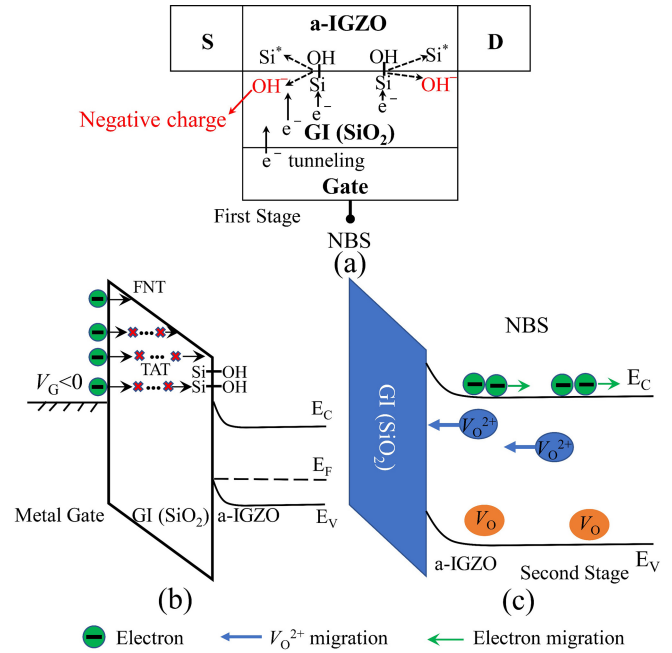 a-IGZO
S
D
Si* OH OH Si*
OH⁻ Si Si OH⁻
Negative charge
e⁻ e⁻ e⁻
e⁻ GI (SiO₂)
e⁻ tunneling
Gate
First Stage
NBS
(a)
FNT
TAT
V_G<0
Si OH
Si OH
E_C
E_F
E_V
Metal Gate
GI (SiO₂)
a-IGZO
(b)
NBS
GI (SiO₂)
E_C
V_O²⁺
V_O²⁺
V_O
V_O
E_V
a-IGZO
Second Stage
(c)
Electron
V_O²⁺ migration
Electron migration